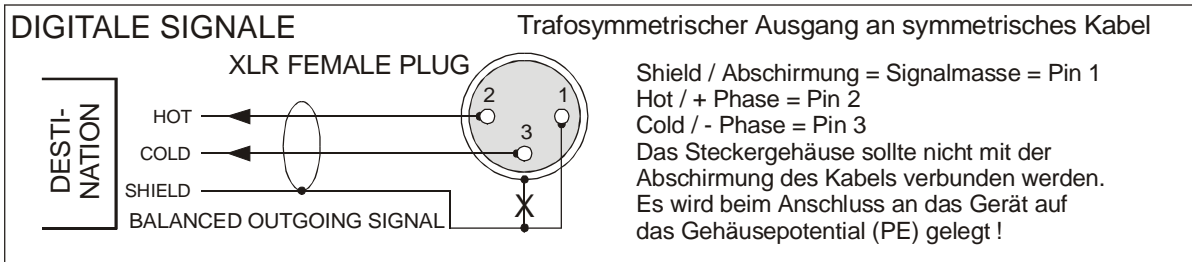 DIGITALE SIGNALE
Trafosymmetrischer Ausgang an symmetrisches Kabel
XLR FEMALE PLUG
DESTI-
NATION
HOT
COLD
SHIELD
BALANCED OUTGOING SIGNAL
2
1
3
X
Shield / Abschirmung = Signalmasse = Pin 1
Hot / + Phase = Pin 2
Cold / - Phase = Pin 3
Das Steckergehäuse sollte nicht mit der
Abschirmung des Kabels verbunden werden.
Es wird beim Anschluss an das Gerät auf
das Gehäusepotential (PE) gelegt !